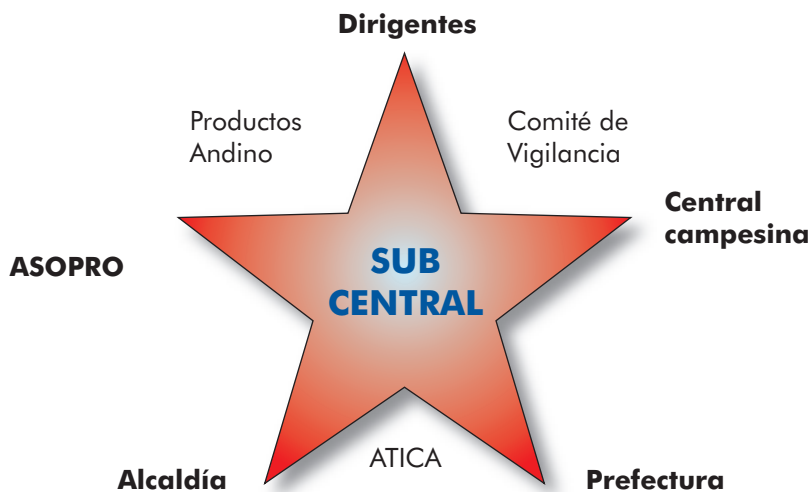 Dirigentes
Productos
Andino
Comité de
Vigilancia
Central
campesina
ASOPRO
SUB
CENTRAL
ATICA
Alcaldía
Prefectura